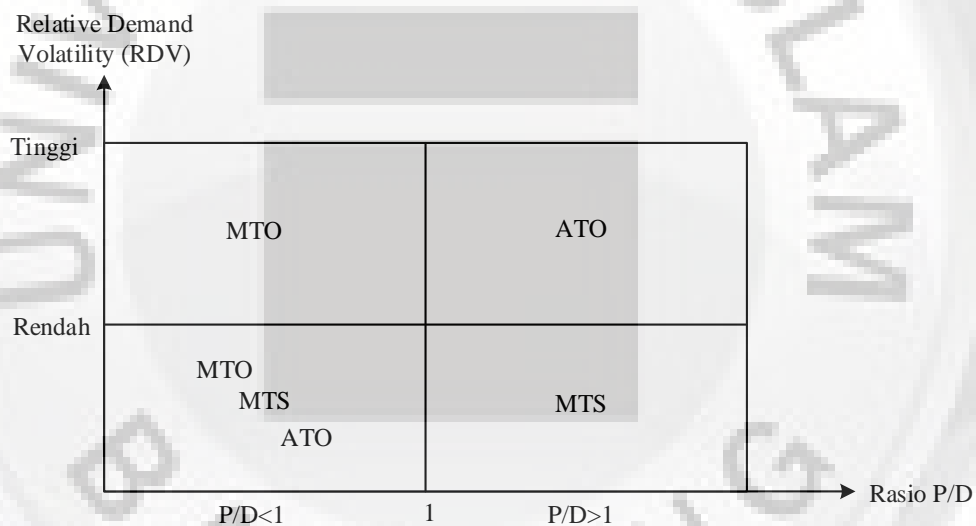 Relative Demand
Volatility (RDV)
Tinggi
MTO
ATO
Rendah
MTO
MTS
ATO
MTS
P/D<1
1
P/D>1
Rasio P/D